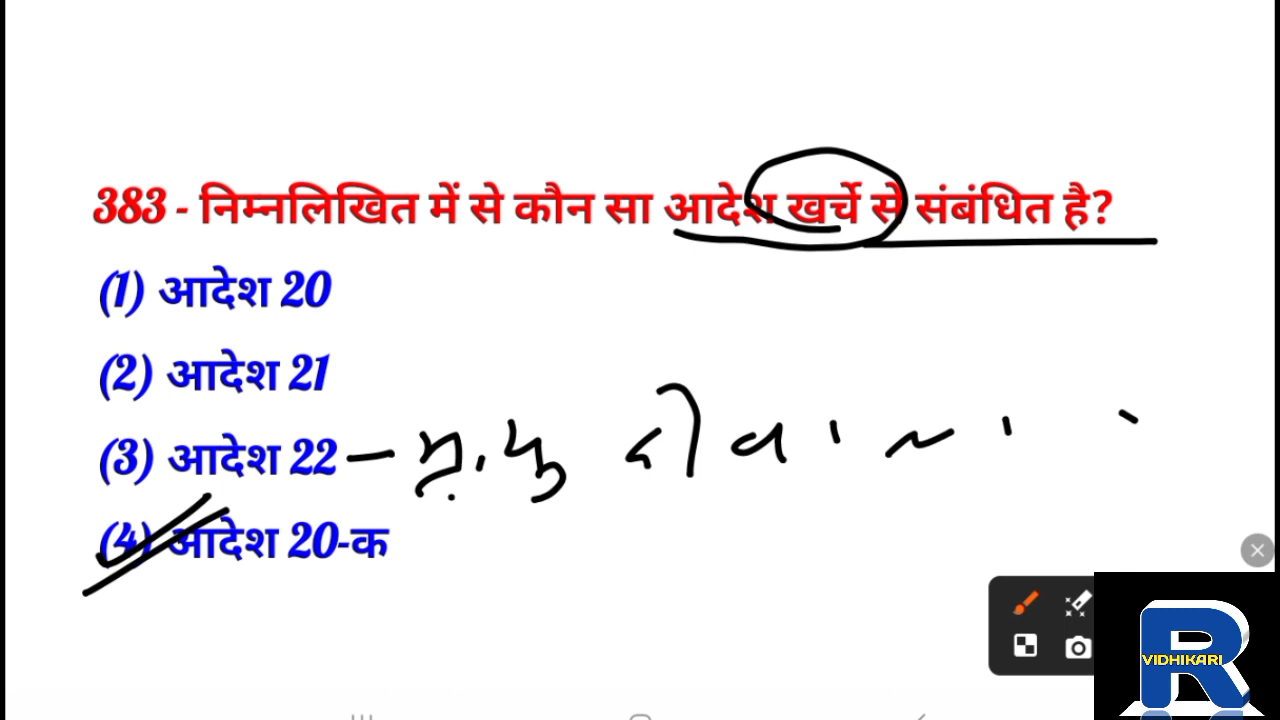 383 - निम्नलिखित में से कौन सा आदेश खर्चे से संबंधित है?
(1) आदेश 20
(2) आदेश 21
(3) आदेश 22
(4) आदेश 20-क
R
VIDHIKARI